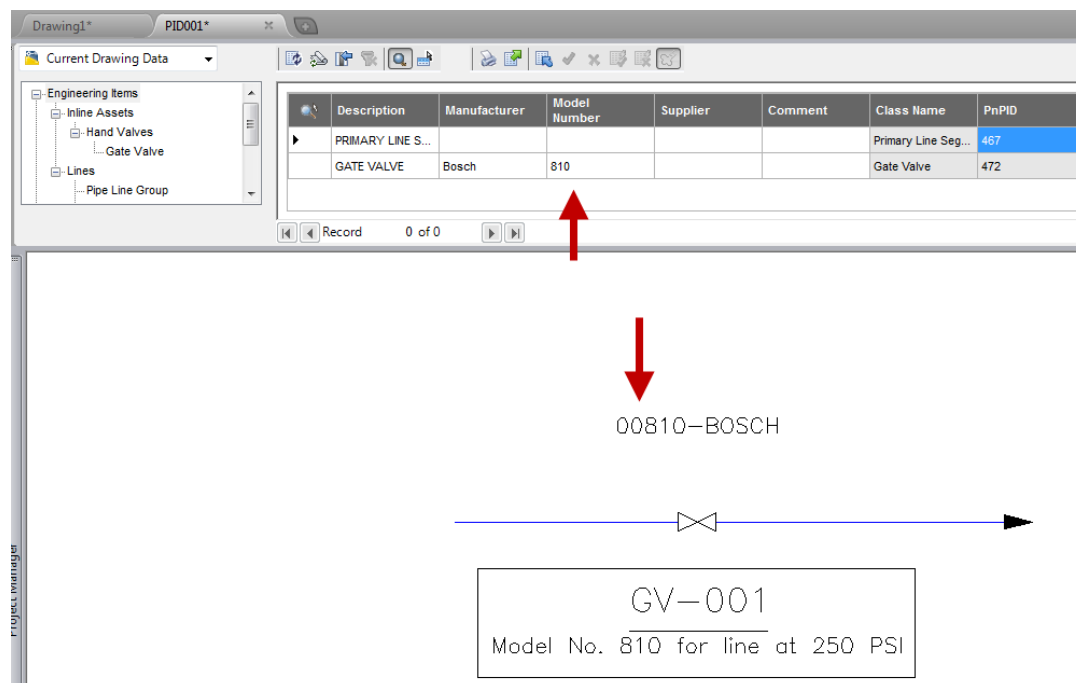 Drawing1* PID001*
Current Drawing Data
Engineering Items
Inline Assets
Hand Valves
Gate Valve
Lines
Pipe Line Group
Description Manufacturer Model Number Supplier Comment Class Name PnPID
PRIMARY LINE S... Primary Line Seg... 467
GATE VALVE Bosch 810 Gate Valve 472
Record 0 of 0
Project Manager
00810-BOSCH
GV-001
Model No. 810 for line at 250 PSI